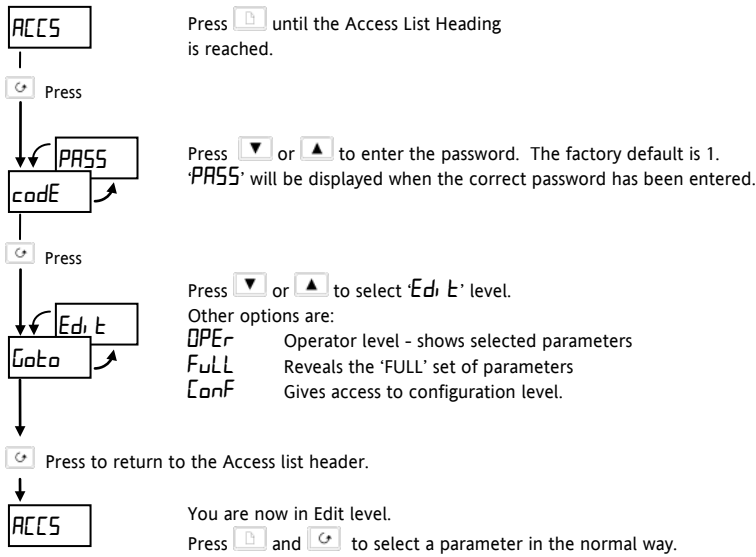 ACCS
Press until the Access List Heading
is reached.
Press
PASS
codE
Press ▼ or ▲ to enter the password. The factory default is 1.
‘PASS’ will be displayed when the correct password has been entered.
Press
Edit
Goto
Press ▼ or ▲ to select ‘Edit’ level.
Other options are:
OPEr Operator level - shows selected parameters
FuLL Reveals the ‘FULL’ set of parameters
ConF Gives access to configuration level.
Press to return to the Access list header.
ACCS
You are now in Edit level.
Press and to select a parameter in the normal way.